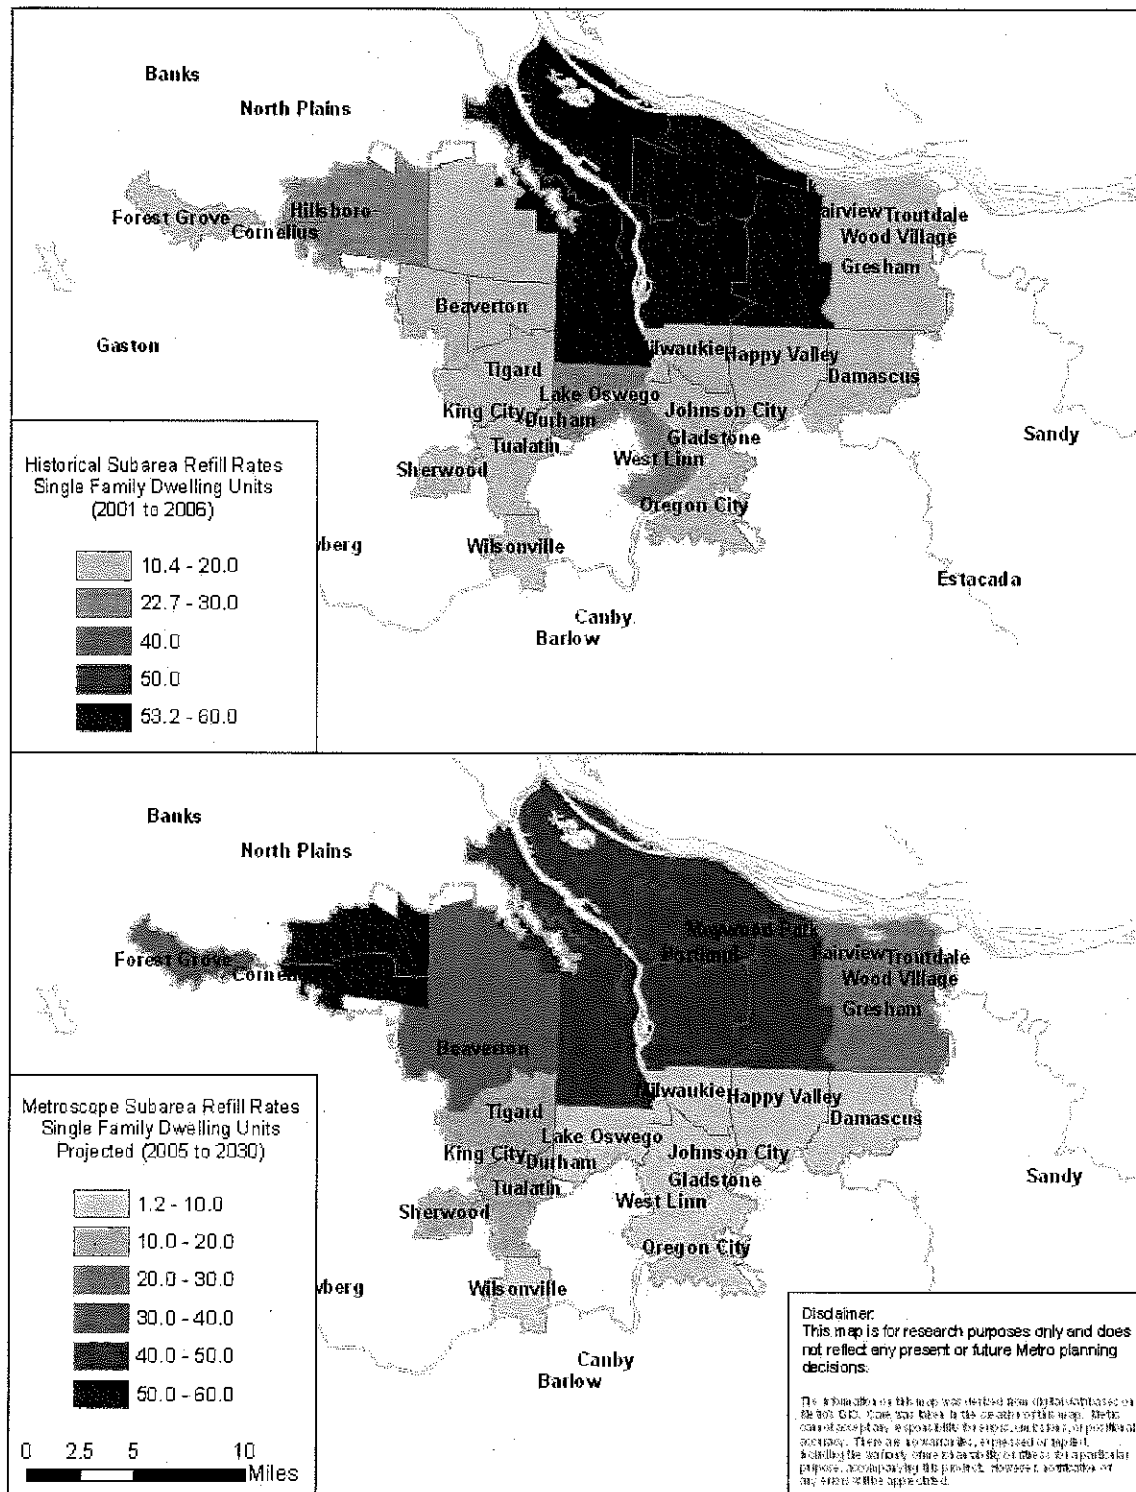 Banks
North Plains
Forest Grove
Hillsboro
Cornelius
Fairview
Troutdale
Wood Village
Gresham
Beaverton
Gaston
Milwaukie
Happy Valley
Damascus
Tigard
Lake Oswego
King City
Durham
Johnson City
Gladstone
Tualatin
West Linn
Sherwood
Oregon City
Sandy
Wilsonville
wberg
Estacada
Canby
Barlow
Historical Subarea Refill Rates
Single Family Dwelling Units
(2001 to 2006)
10.4 - 20.0
22.7 - 30.0
40.0
50.0
53.2 - 60.0
Banks
North Plains
Forest Grove
Corne
Maywood Park
Portland
Fairview
Troutdale
Wood Village
Gresham
Beaverton
Milwaukie
Happy Valley
Damascus
Tigard
Lake Oswego
King City
Durham
Johnson City
Gladstone
Tualatin
West Linn
Sherwood
Oregon City
Sandy
Wilsonville
wberg
Canby
Barlow
Metroscope Subarea Refill Rates
Single Family Dwelling Units
Projected (2005 to 2030)
1.2 - 10.0
10.0 - 20.0
20.0 - 30.0
30.0 - 40.0
40.0 - 50.0
50.0 - 60.0
0 2.5 5 10
Miles
Disclaimer:
This map is for research purposes only and does
not reflect any present or future Metro planning
decisions.